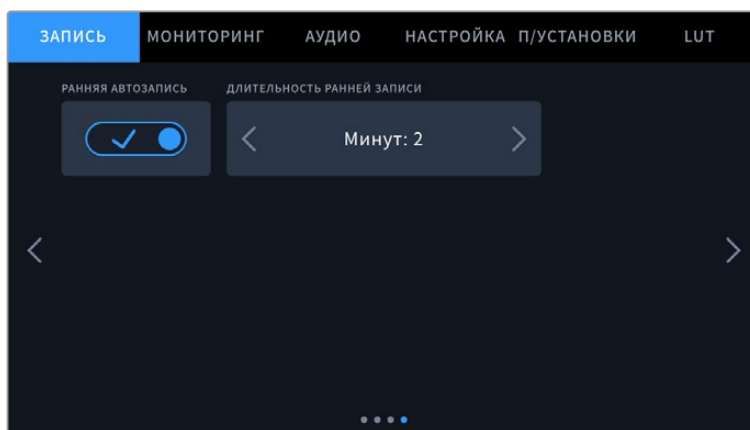 ЗАПИСЬ МОНИТОРИНГ АУДИО НАСТРОЙКА П/УСТАНОВКИ LUT
РАННЯЯ АВТОЗАПИСЬ ДЛИТЕЛЬНОСТЬ РАННЕЙ ЗАПИСИ
Минут: 2